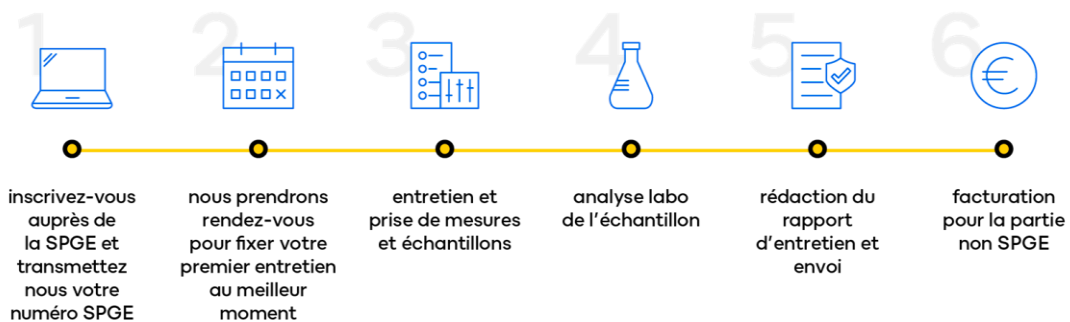 1
2
3
4
5
6
inscrivez-vous
auprès de
la SPGE et
transmettez
nous votre
numéro SPGE
nous prendrons
rendez-vous
pour fixer votre
premier entretien
au meilleur
moment
entretien et
prise de mesures
et échantillons
analyse labo
de l'échantillon
rédaction du
rapport
d'entretien et
envoi
facturation
pour la partie
non SPGE